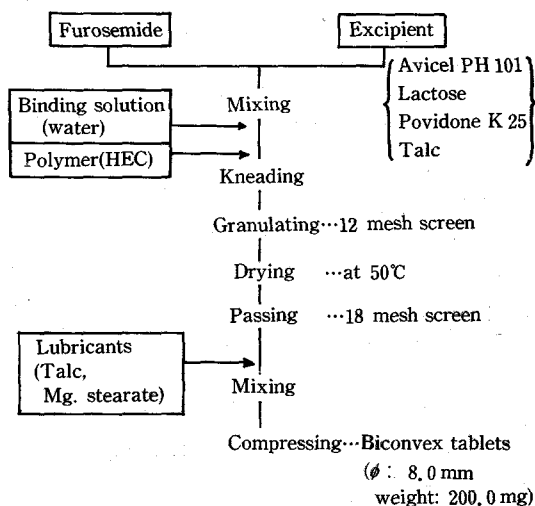 Furosemide
Excipient
Avicel PH 101
Lactose
Povidone K 25
Talc
Mixing
Binding solution
(water)
Polymer(HEC)
Kneading
Granulating…12 mesh screen
Drying …at 50℃
Passing …18 mesh screen
Lubricants
(Talc,
Mg. stearate)
Mixing
Compressing…Biconvex tablets
(ϕ : 8.0 mm
weight: 200.0 mg)